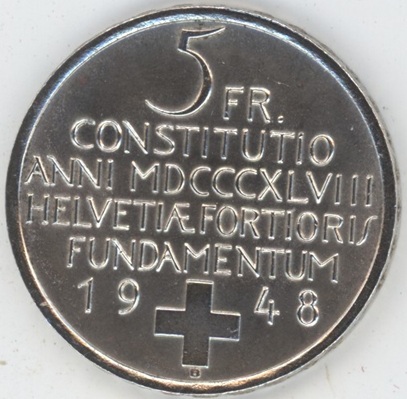 5 FR.
CONSTITUTIO
ANNI MDCCCXLVIII
HELVETIÆ FORTIORIS
FUNDAMENTUM
1948
B